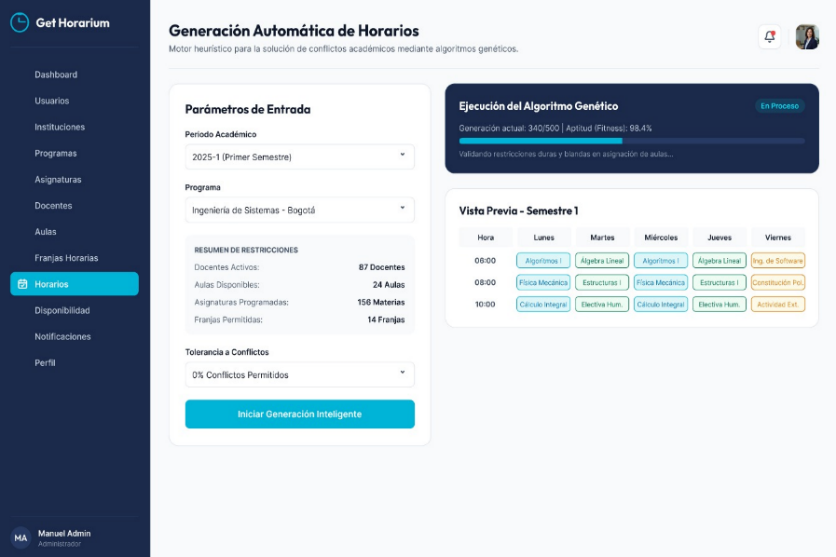 Get Horarium
Dashboard
Usuarios
Instituciones
Programas
Asignaturas
Docentes
Aulas
Franjas Horarias
Horarios
Disponibilidad
Notificaciones
Perfil
MA
Manuel Admin
Administrador
Generación Automática de Horarios
Motor heurístico para la solución de conflictos académicos mediante algoritmos genéticos.
Parámetros de Entrada
Periodo Académico
2025-1 (Primer Semestre)
Programa
Ingeniería de Sistemas - Bogotá
RESUMEN DE RESTRICCIONES
Docentes Activos: 87 Docentes
Aulas Disponibles: 24 Aulas
Asignaturas Programadas: 156 Materias
Franjas Permitidas: 14 Franjas
Tolerancia a Conflictos
0% Conflictos Permitidos
Iniciar Generación Inteligente
Ejecución del Algoritmo Genético En Proceso
Generación actual: 340/500 | Aptitud (Fitness): 98.4%
Validando restricciones duras y blandas en asignación de aulas...
Vista Previa - Semestre 1
Hora Lunes Martes Miércoles Jueves Viernes
06:00 Algoritmos I Álgebra Lineal Algoritmos I Álgebra Lineal Ing. de Software
08:00 Física Mecánica Estructuras I Física Mecánica Estructuras I Constitución Pol.
10:00 Cálculo Integral Electiva Hum. Cálculo Integral Electiva Hum. Actividad Ext.